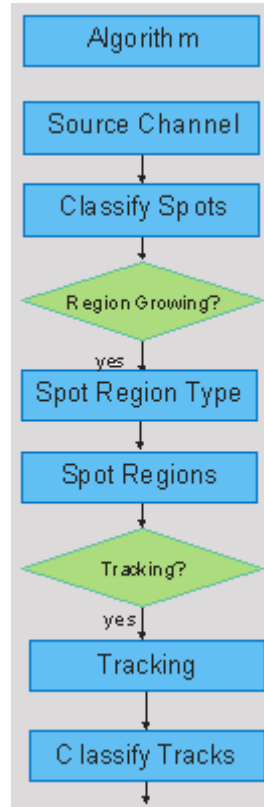 Algorithm
Source Channel
Classify Spots
Region Growing?
yes
Spot Region Type
Spot Regions
Tracking?
yes
Tracking
Classify Tracks